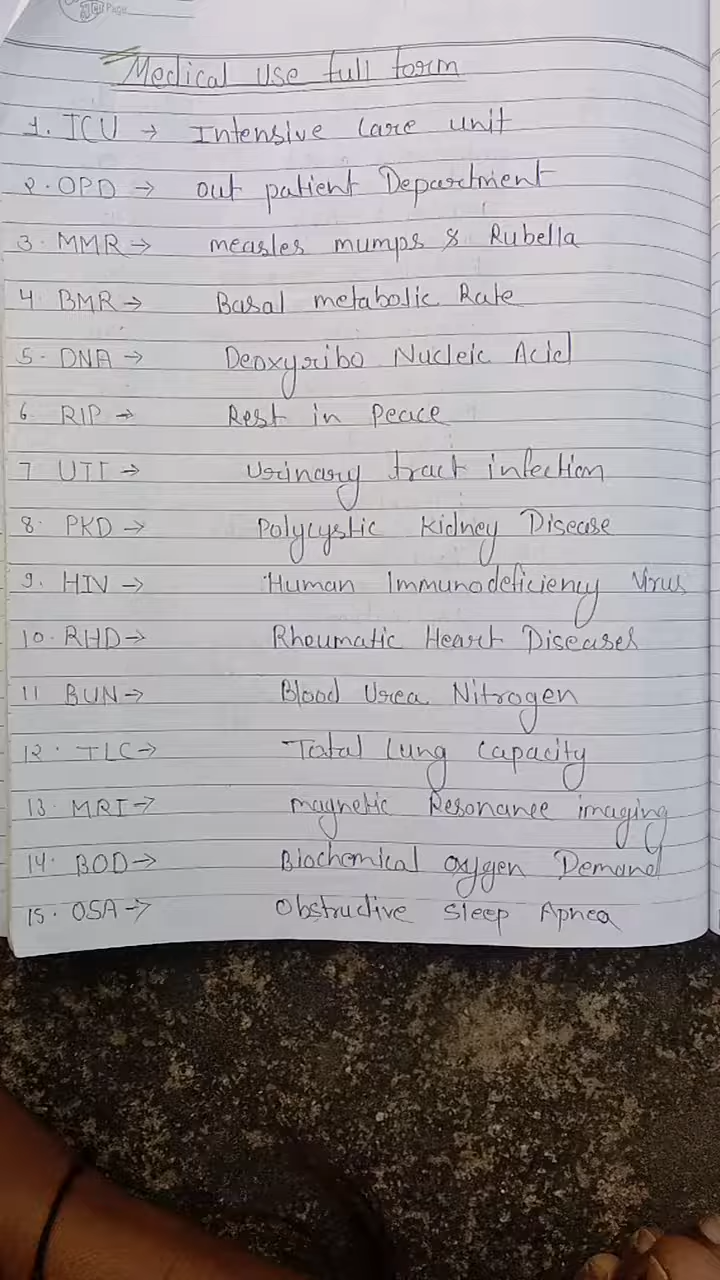 Page
Medical use full form
1. ICU → Intensive Care unit
2. OPD → out patient Department
3. MMR → measles mumps & Rubella
4 BMR → Basal metabolic Rate
5. DNA → Deoxyribo Nucleic Acid
6 RIP → Rest in Peace
7 UTI → Urinary tract infection
8. PKD → Polycystic Kidney Disease
9. HIV → Human Immunodeficiency Virus
10. RHD → Rheumatic Heart Diseases
11 BUN → Blood Urea Nitrogen
12. TLC → Total Lung Capacity
13. MRI → magnetic Resonance imaging
14. BOD → Biochemical oxygen Demand
15. OSA → Obstructive Sleep Apnea